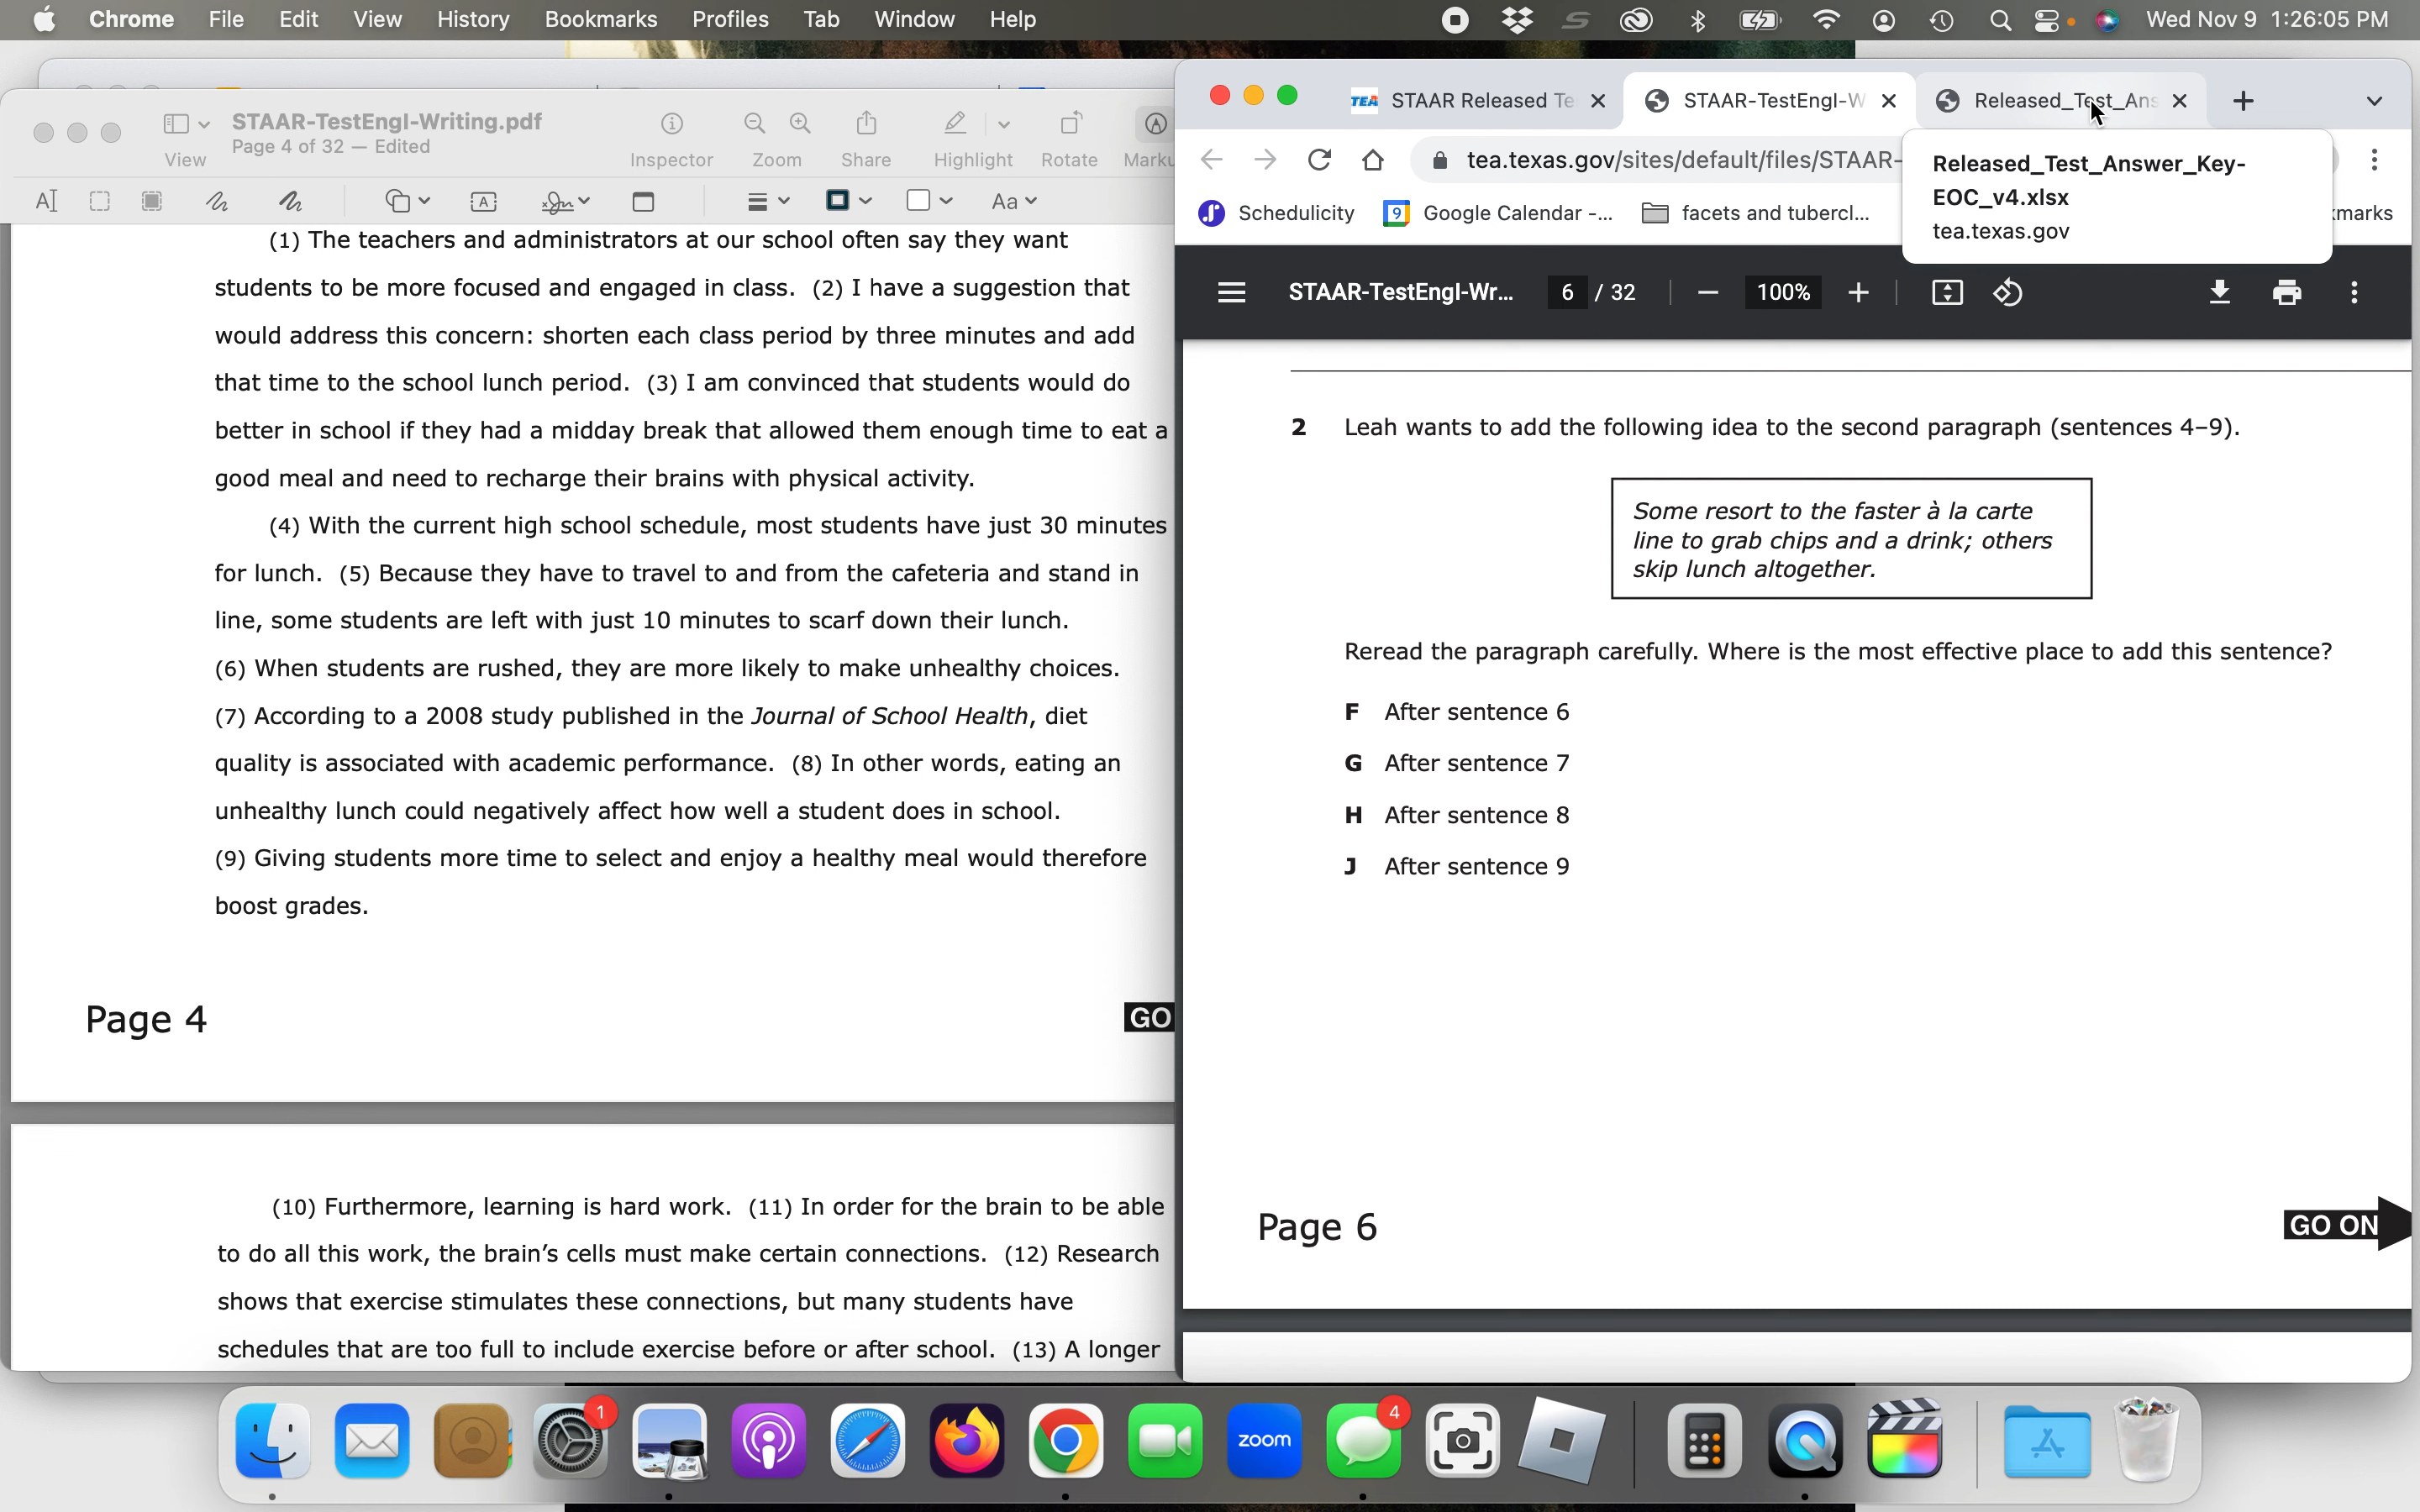 Chrome File Edit View History Bookmarks Profiles Tab Window Help Wed Nov 9 1:26:05 PM
STAAR-TestEngI-Writing.pdf
Page 4 of 32 — Edited
View Inspector Zoom Share Highlight Rotate
A Aa
(1) The teachers and administrators at our school often say they want
students to be more focused and engaged in class. (2) I have a suggestion that
would address this concern: shorten each class period by three minutes and add
that time to the school lunch period. (3) I am convinced that students would do
better in school if they had a midday break that allowed them enough time to eat a
good meal and need to recharge their brains with physical activity.
(4) With the current high school schedule, most students have just 30 minutes
for lunch. (5) Because they have to travel to and from the cafeteria and stand in
line, some students are left with just 10 minutes to scarf down their lunch.
(6) When students are rushed, they are more likely to make unhealthy choices.
(7) According to a 2008 study published in the Journal of School Health, diet
quality is associated with academic performance. (8) In other words, eating an
unhealthy lunch could negatively affect how well a student does in school.
(9) Giving students more time to select and enjoy a healthy meal would therefore
boost grades.
Page 4
GO
(10) Furthermore, learning is hard work. (11) In order for the brain to be able
to do all this work, the brain's cells must make certain connections. (12) Research
shows that exercise stimulates these connections, but many students have
schedules that are too full to include exercise before or after school. (13) A longer
TEA STAAR Released Te
STAAR-TestEngI-W
Released_Test_Ans
tea.texas.gov/sites/default/files/STAAR-
Released_Test_Answer_Key-
EOC_v4.xlsx
tea.texas.gov
Schedulicity 9 Google Calendar -... facets and tubercl...
STAAR-TestEngI-Wr... 6 / 32 100%
2 Leah wants to add the following idea to the second paragraph (sentences 4–9).
Some resort to the faster à la carte
line to grab chips and a drink; others
skip lunch altogether.
Reread the paragraph carefully. Where is the most effective place to add this sentence?
F After sentence 6
G After sentence 7
H After sentence 8
J After sentence 9
Page 6
GO ON
1 zoom 4